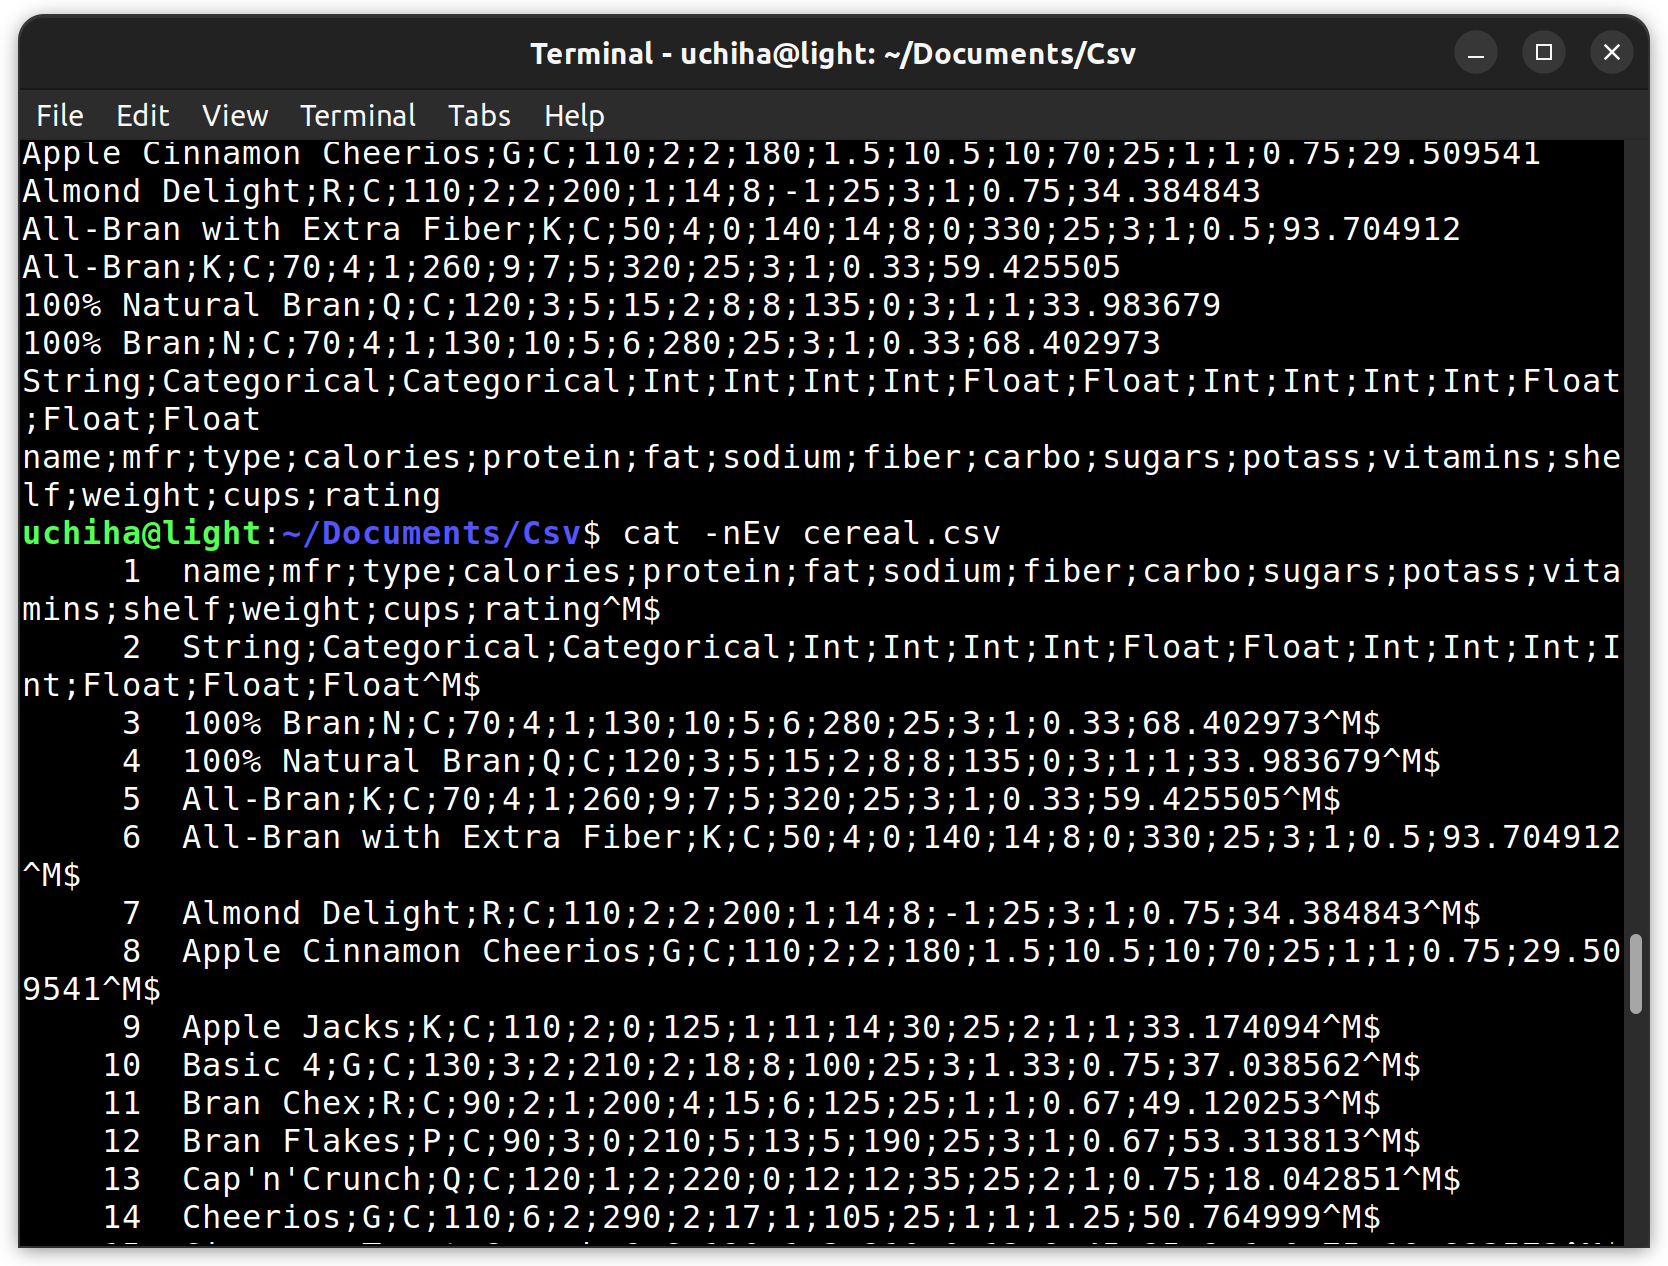 Terminal - uchiha@light: ~/Documents/Csv
File Edit View Terminal Tabs Help
Apple Cinnamon Cheerios;G;C;110;2;2;180;1.5;10.5;10;70;25;1;1;0.75;29.509541
Almond Delight;R;C;110;2;2;200;1;14;8;-1;25;3;1;0.75;34.384843
All-Bran with Extra Fiber;K;C;50;4;0;140;14;8;0;330;25;3;1;0.5;93.704912
All-Bran;K;C;70;4;1;260;9;7;5;320;25;3;1;0.33;59.425505
100% Natural Bran;Q;C;120;3;5;15;2;8;8;135;0;3;1;1;33.983679
100% Bran;N;C;70;4;1;130;10;5;6;280;25;3;1;0.33;68.402973
String;Categorical;Categorical;Int;Int;Int;Int;Float;Float;Int;Int;Int;Int;Float
;Float;Float
name;mfr;type;calories;protein;fat;sodium;fiber;carbo;sugars;potass;vitamins;she
lf;weight;cups;rating
uchiha@light:~/Documents/Csv$ cat -nEv cereal.csv
     1  name;mfr;type;calories;protein;fat;sodium;fiber;carbo;sugars;potass;vita
mins;shelf;weight;cups;rating^M$
     2  String;Categorical;Categorical;Int;Int;Int;Int;Float;Float;Int;Int;Int;I
nt;Float;Float;Float^M$
     3  100% Bran;N;C;70;4;1;130;10;5;6;280;25;3;1;0.33;68.402973^M$
     4  100% Natural Bran;Q;C;120;3;5;15;2;8;8;135;0;3;1;1;33.983679^M$
     5  All-Bran;K;C;70;4;1;260;9;7;5;320;25;3;1;0.33;59.425505^M$
     6  All-Bran with Extra Fiber;K;C;50;4;0;140;14;8;0;330;25;3;1;0.5;93.704912
^M$
     7  Almond Delight;R;C;110;2;2;200;1;14;8;-1;25;3;1;0.75;34.384843^M$
     8  Apple Cinnamon Cheerios;G;C;110;2;2;180;1.5;10.5;10;70;25;1;1;0.75;29.50
9541^M$
     9  Apple Jacks;K;C;110;2;0;125;1;11;14;30;25;2;1;1;33.174094^M$
    10  Basic 4;G;C;130;3;2;210;2;18;8;100;25;3;1.33;0.75;37.038562^M$
    11  Bran Chex;R;C;90;2;1;200;4;15;6;125;25;1;1;0.67;49.120253^M$
    12  Bran Flakes;P;C;90;3;0;210;5;13;5;190;25;3;1;0.67;53.313813^M$
    13  Cap'n'Crunch;Q;C;120;1;2;220;0;12;12;35;25;2;1;0.75;18.042851^M$
    14  Cheerios;G;C;110;6;2;290;2;17;1;105;25;1;1;1.25;50.764999^M$